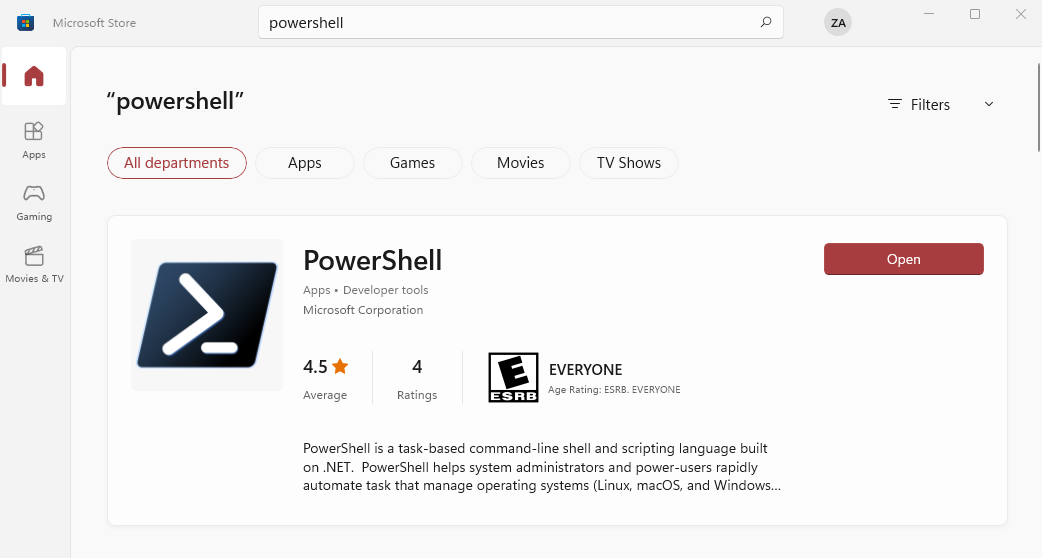 Microsoft Store
powershell
ZA
“powershell”
Filters
All departments
Apps
Games
Movies
TV Shows
Apps
Gaming
Movies & TV
PowerShell
Open
Apps • Developer tools
Microsoft Corporation
4.5
4
E
ESRB
EVERYONE
Average
Ratings
Age Rating: ESRB. EVERYONE
PowerShell is a task-based command-line shell and scripting language built
on .NET.  PowerShell helps system administrators and power-users rapidly
automate task that manage operating systems (Linux, macOS, and Windows...